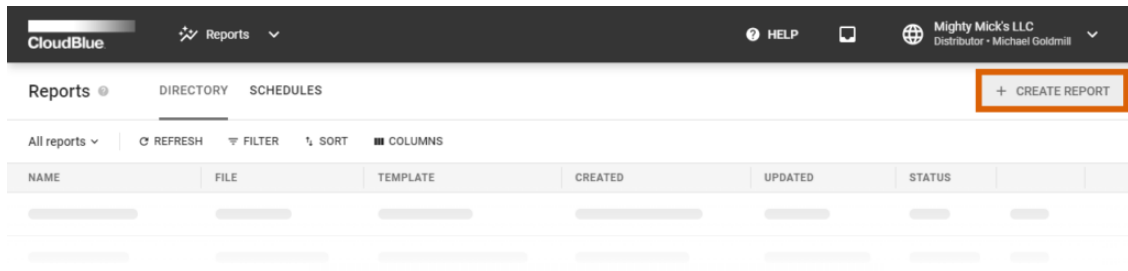 CloudBlue.
Reports
HELP
Mighty Mick's LLC
Distributor • Michael Goldmill
Reports
DIRECTORY
SCHEDULES
+ CREATE REPORT
All reports
REFRESH
FILTER
SORT
COLUMNS
NAME FILE TEMPLATE CREATED UPDATED STATUS